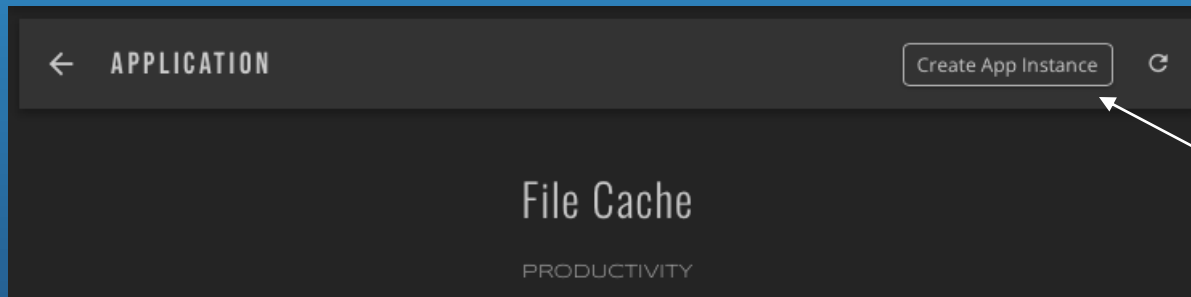 APPLICATION
Create App Instance
File Cache
PRODUCTIVITY